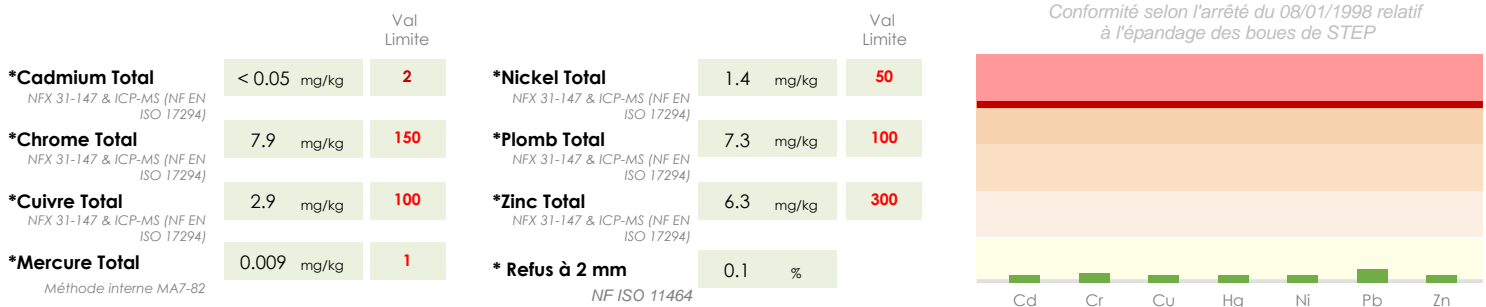 Val
Limite
*Cadmium Total < 0.05 mg/kg 2
NFX 31-147 & ICP-MS (NF EN
ISO 17294)
*Chrome Total 7.9 mg/kg 150
NFX 31-147 & ICP-MS (NF EN
ISO 17294)
*Cuivre Total 2.9 mg/kg 100
NFX 31-147 & ICP-MS (NF EN
ISO 17294)
*Mercure Total 0.009 mg/kg 1
Méthode interne MA7-82
Val
Limite
*Nickel Total 1.4 mg/kg 50
NFX 31-147 & ICP-MS (NF EN
ISO 17294)
*Plomb Total 7.3 mg/kg 100
NFX 31-147 & ICP-MS (NF EN
ISO 17294)
*Zinc Total 6.3 mg/kg 300
NFX 31-147 & ICP-MS (NF EN
ISO 17294)
* Refus à 2 mm 0.1 %
NF ISO 11464
Conformité selon l'arrêté du 08/01/1998 relatif
à l'épandage des boues de STEP
Cd Cr Cu Hg Ni Pb Zn